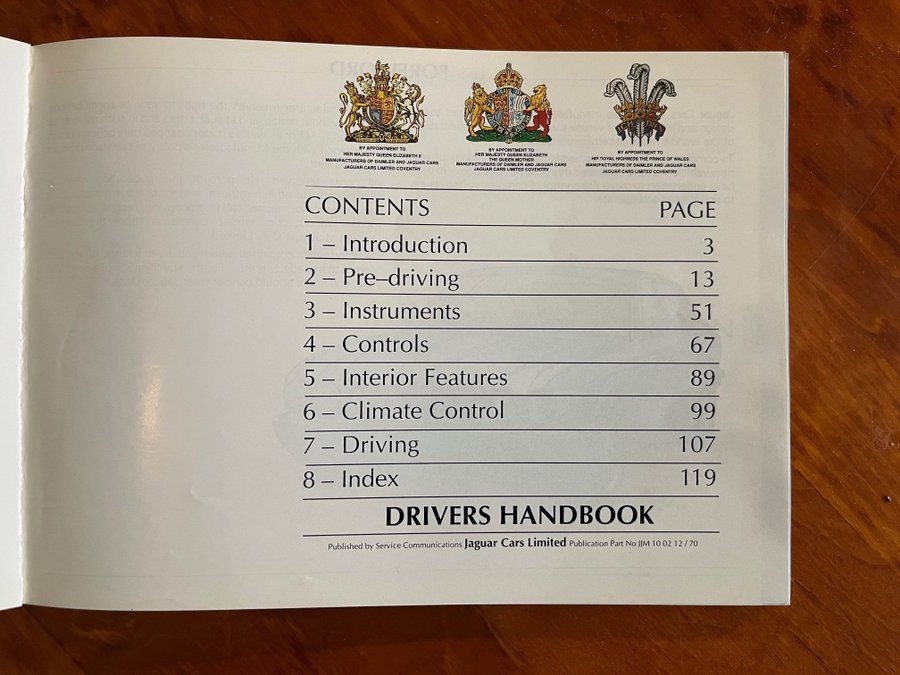 BY APPOINTMENT TO
HER MAJESTY QUEEN ELIZABETH II
MANUFACTURERS OF DAIMLER AND JAGUAR CARS
JAGUAR CARS LIMITED COVENTRY
BY APPOINTMENT TO
HER MAJESTY QUEEN ELIZABETH
THE QUEEN MOTHER
MANUFACTURERS OF DAIMLER AND JAGUAR CARS
JAGUAR CARS LIMITED COVENTRY
BY APPOINTMENT TO
HIS ROYAL HIGHNESS THE PRINCE OF WALES
MANUFACTURERS OF DAIMLER AND JAGUAR CARS
JAGUAR CARS LIMITED COVENTRY
CONTENTS PAGE
1 – Introduction 3
2 – Pre–driving 13
3 – Instruments 51
4 – Controls 67
5 – Interior Features 89
6 – Climate Control 99
7 – Driving 107
8 – Index 119
DRIVERS HANDBOOK
Published by Service Communications Jaguar Cars Limited Publication Part No JJM 10 02 12 / 70